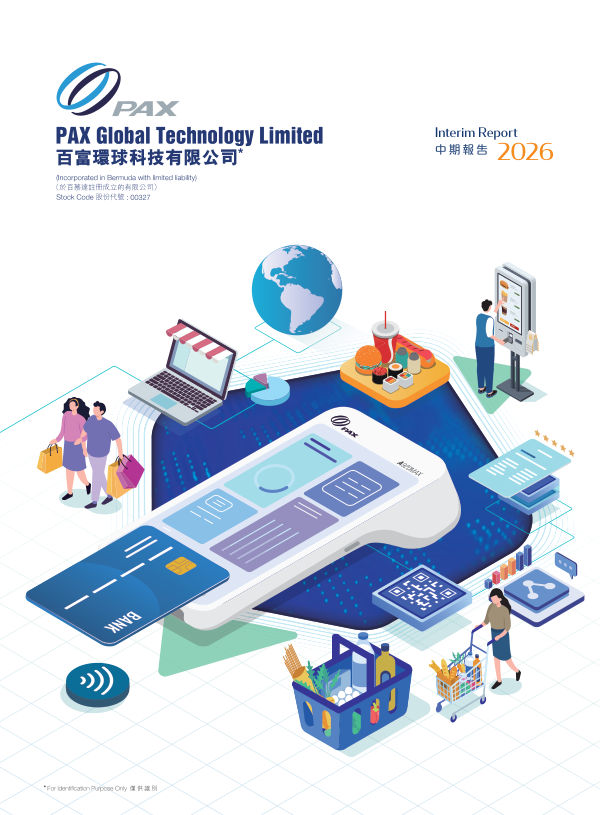 PAX
PAX Global Technology Limited
百富環球科技有限公司*
(Incorporated in Bermuda with limited liability)
(於百慕達註冊成立的有限公司)
Stock Code 股份代號 : 00327
Interim Report
中期報告 2026
PAX
BANK
* For Identification Purpose Only 僅供識別